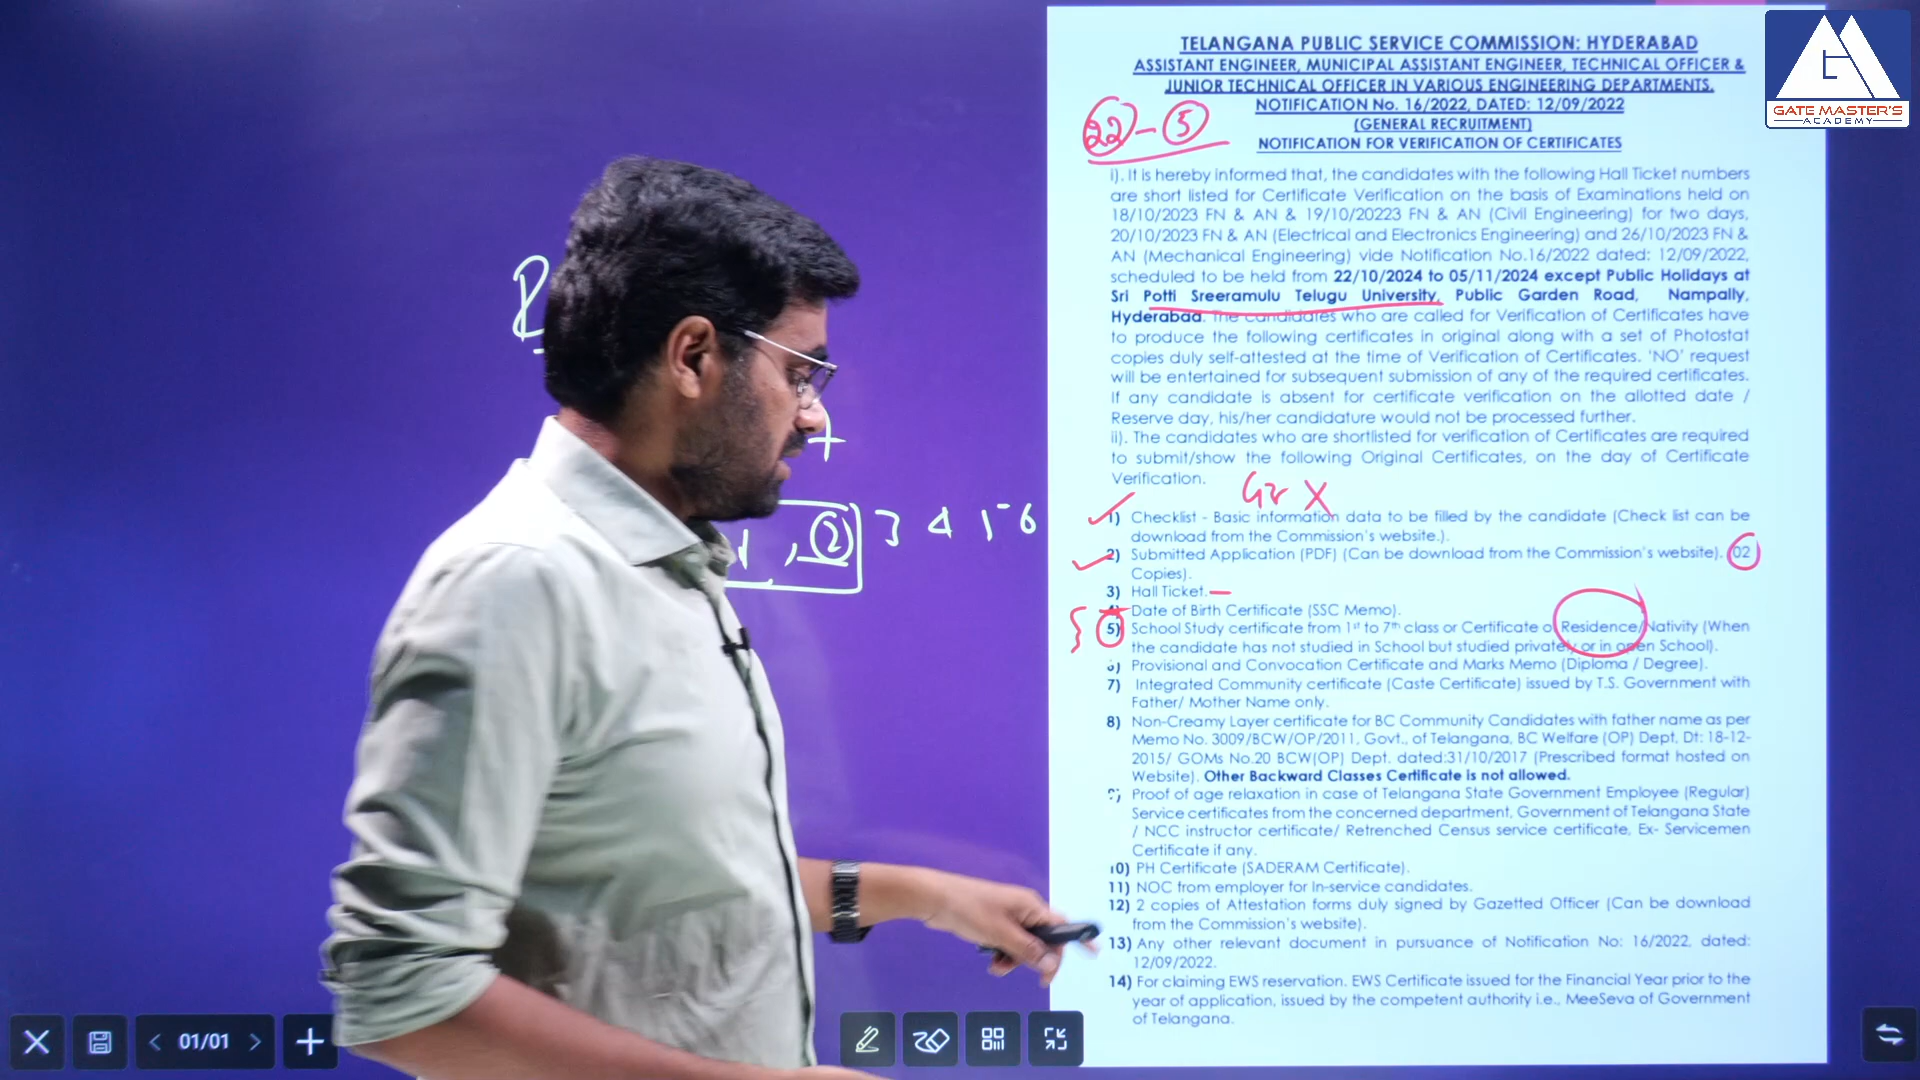 TELANGANA PUBLIC SERVICE COMMISSION: HYDERABAD
ASSISTANT ENGINEER, MUNICIPAL ASSISTANT ENGINEER, TECHNICAL OFFICER &
JUNIOR TECHNICAL OFFICER IN VARIOUS ENGINEERING DEPARTMENTS.
NOTIFICATION No. 16/2022, DATED: 12/09/2022
(GENERAL RECRUITMENT)
NOTIFICATION FOR VERIFICATION OF CERTIFICATES
22 - 5
GATE MASTER'S
ACADEMY
i). It is hereby informed that, the candidates with the following Hall Ticket numbers
are short listed for Certificate Verification on the basis of Examinations held on
18/10/2023 FN & AN & 19/10/20223 FN & AN (Civil Engineering) for two days,
20/10/2023 FN & AN (Electrical and Electronics Engineering) and 26/10/2023 FN &
AN (Mechanical Engineering) vide Notification No.16/2022 dated: 12/09/2022,
scheduled to be held from 22/10/2024 to 05/11/2024 except Public Holidays at
Sri Potti Sreeramulu Telugu University, Public Garden Road, Nampally,
Hyderabad. The candidates who are called for Verification of Certificates have
to produce the following certificates in original along with a set of Photostat
copies duly self-attested at the time of Verification of Certificates. 'NO' request
will be entertained for subsequent submission of any of the required certificates.
If any candidate is absent for certificate verification on the allotted date /
Reserve day, his/her candidature would not be processed further.
ii). The candidates who are shortlisted for verification of Certificates are required
to submit/show the following Original Certificates, on the day of Certificate
Verification.
1) Checklist - Basic information data to be filled by the candidate (Check list can be
download from the Commission's website.).
2) Submitted Application (PDF) (Can be download from the Commission's website). 02
Copies).
3) Hall Ticket.
Date of Birth Certificate (SSC Memo).
5) School Study certificate from 1st to 7th class or Certificate of Residence/Nativity (When
the candidate has not studied in School but studied privately or in open School).
6) Provisional and Convocation Certificate and Marks Memo (Diploma / Degree).
7) Integrated Community certificate (Caste Certificate) issued by T.S. Government with
Father/ Mother Name only.
8) Non-Creamy Layer certificate for BC Community Candidates with father name as per
Memo No. 3009/BCW/OP/2011, Govt., of Telangana, BC Welfare (OP) Dept, Dt: 18-12-
2015/ GOMs No.20 BCW(OP) Dept. dated:31/10/2017 (Prescribed format hosted on
Website). Other Backward Classes Certificate is not allowed.
Proof of age relaxation in case of Telangana State Government Employee (Regular)
Service certificates from the concerned department, Government of Telangana State
/ NCC instructor certificate/ Retrenched Census service certificate, Ex- Servicemen
Certificate if any.
10) PH Certificate (SADERAM Certificate).
11) NOC from employer for In-service candidates.
12) 2 copies of Attestation forms duly signed by Gazetted Officer (Can be download
from the Commission's website).
13) Any other relevant document in pursuance of Notification No: 16/2022, dated:
12/09/2022.
14) For claiming EWS reservation, EWS Certificate issued for the Financial Year prior to the
year of application, issued by the competent authority i.e., MeeSeva of Government
of Telangana.
+
1, 2 3 4 5 6
01/01